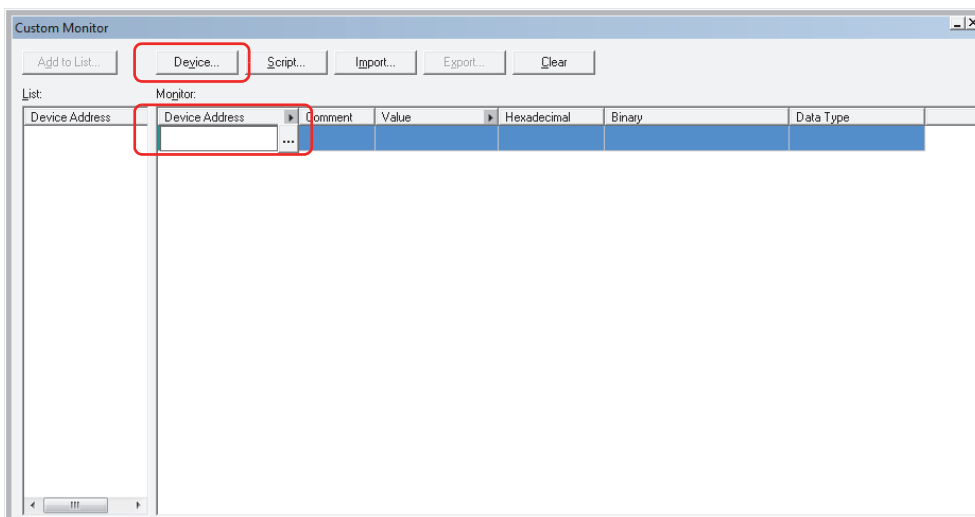 Custom Monitor
Add to List... Device... Script... Import... Export... Clear
List: Monitor:
Device Address Device Address Comment Value Hexadecimal Binary Data Type
...